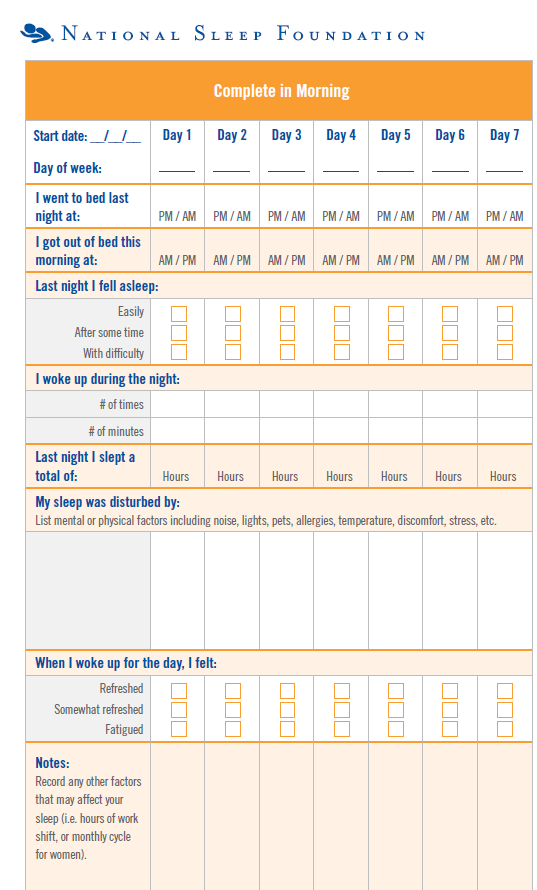 NATIONAL SLEEP FOUNDATION
Complete in Morning
Start date: __/__/__ Day 1 Day 2 Day 3 Day 4 Day 5 Day 6 Day 7
Day of week: _____ _____ _____ _____ _____ _____ _____
I went to bed last
night at: PM / AM PM / AM PM / AM PM / AM PM / AM PM / AM PM / AM
I got out of bed this
morning at: AM / PM AM / PM AM / PM AM / PM AM / PM AM / PM AM / PM
Last night I fell asleep:
Easily
After some time
With difficulty
I woke up during the night:
# of times
# of minutes
Last night I slept a
total of: Hours Hours Hours Hours Hours Hours Hours
My sleep was disturbed by:
List mental or physical factors including noise, lights, pets, allergies, temperature, discomfort, stress, etc.
When I woke up for the day, I felt:
Refreshed
Somewhat refreshed
Fatigued
Notes:
Record any other factors
that may affect your
sleep (i.e. hours of work
shift, or monthly cycle
for women).